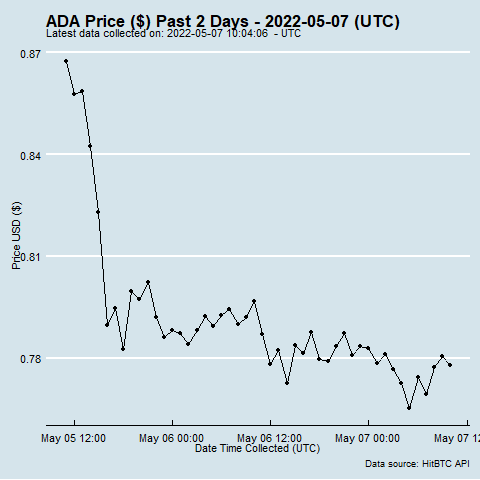 ADA Price ($) Past 2 Days - 2022-05-07 (UTC)
Latest data collected on: 2022-05-07 10:04:06 - UTC
0.87
0.84
0.81
0.78
Price USD ($)
May 05 12:00 May 06 00:00 May 06 12:00 May 07 00:00 May 07 12
Date Time Collected (UTC)
Data source: HitBTC API